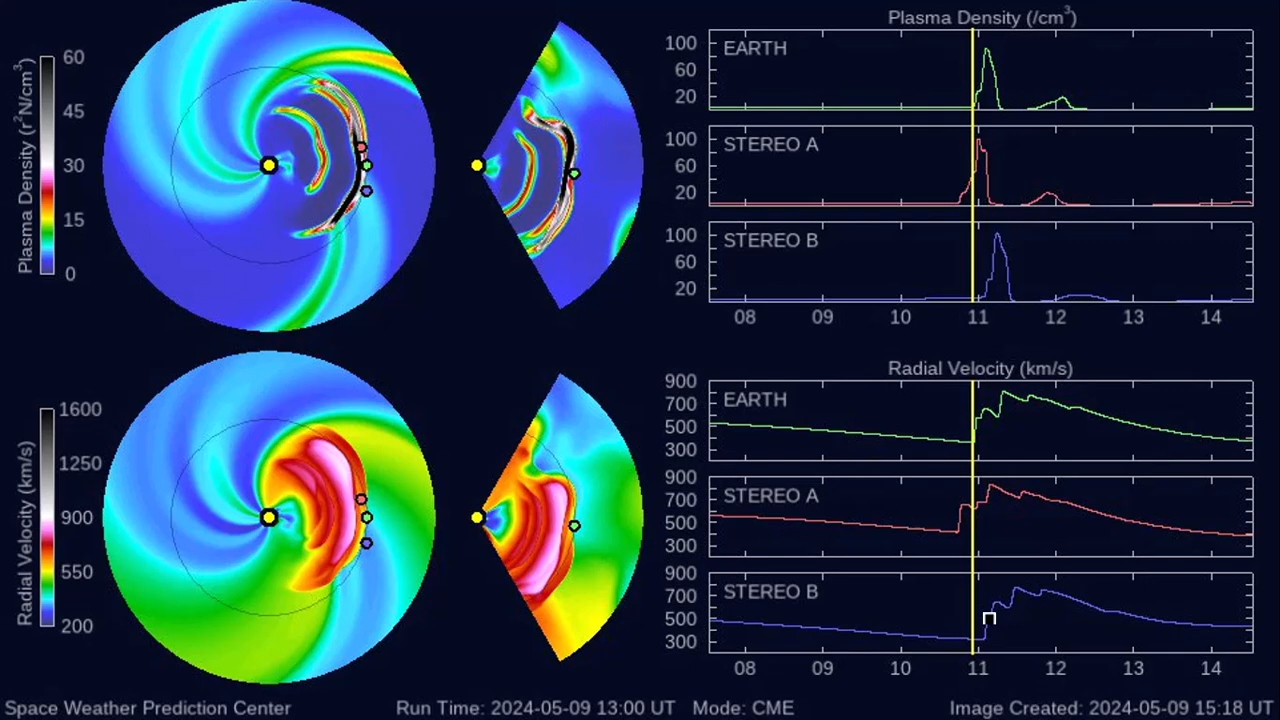 Plasma Density (r²N/cm³)
60
45
30
15
0
Plasma Density (/cm³)
EARTH
100
60
20
STEREO A
100
60
20
STEREO B
100
60
20
08 09 10 11 12 13 14
Radial Velocity (km/s)
1600
1250
900
550
200
Radial Velocity (km/s)
EARTH
900
700
500
300
STEREO A
900
700
500
300
STEREO B
900
700
500
300
08 09 10 11 12 13 14
Space Weather Prediction Center Run Time: 2024-05-09 13:00 UT Mode: CME Image Created: 2024-05-09 15:18 UT